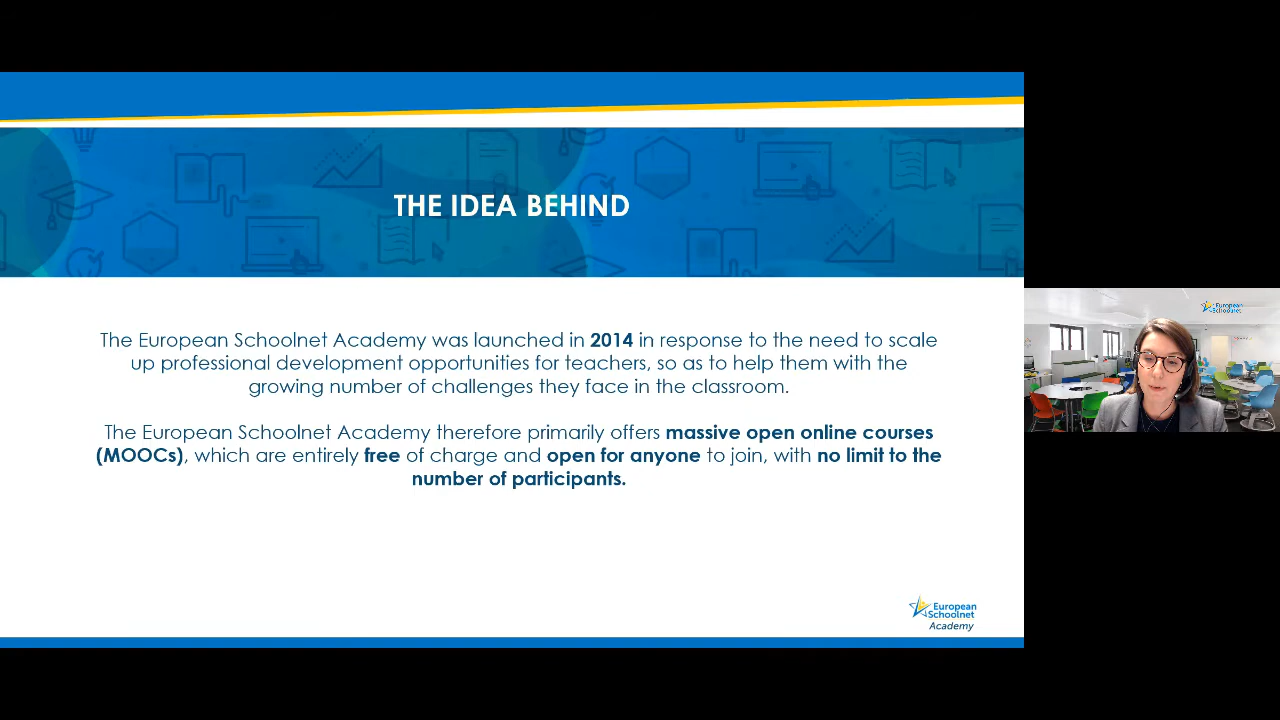 THE IDEA BEHIND
The European Schoolnet Academy was launched in 2014 in response to the need to scale
up professional development opportunities for teachers, so as to help them with the
growing number of challenges they face in the classroom.
The European Schoolnet Academy therefore primarily offers massive open online courses
(MOOCs), which are entirely free of charge and open for anyone to join, with no limit to the
number of participants.
European
Schoolnet
Academy
European
Schoolnet